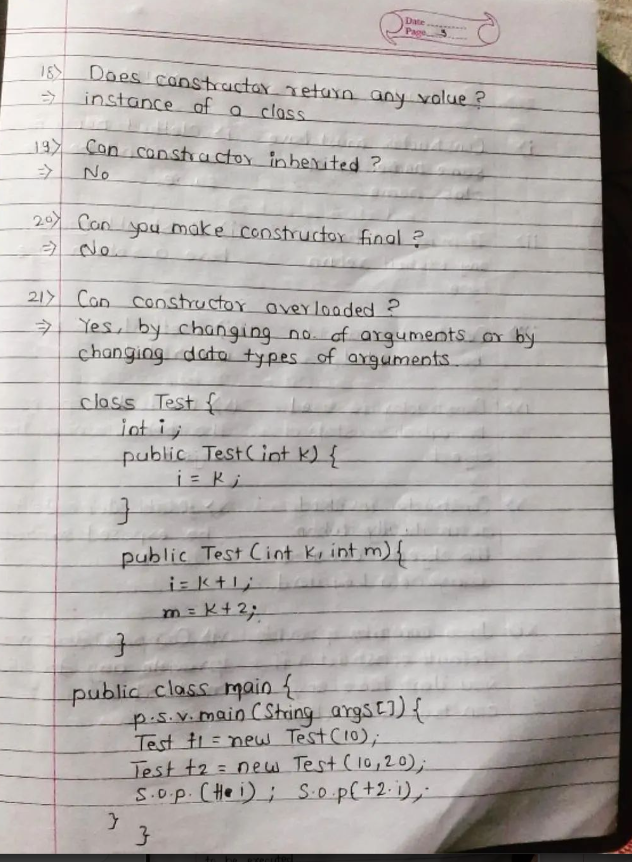 Date
Page 3
18> Does constructor return any value ?
=> instance of a class
19> Can constructor inherited ?
=> No
20> Can you make constructor final ?
=> No
21> Can constructor overloaded ?
=> Yes, by changing no. of arguments or by
changing data types of arguments.
class Test {
int i ;
public Test ( int k) {
i = k ;
}
public Test (int k, int m) {
i = k + 1 ;
m = k + 2 ;
}
public class main {
p.s.v. main (String args[]) {
Test t1 = new Test (10) ;
Test t2 = new Test (10,20) ;
S.o.p. ( i) ; S.o.p(t2.i) ;
}
}